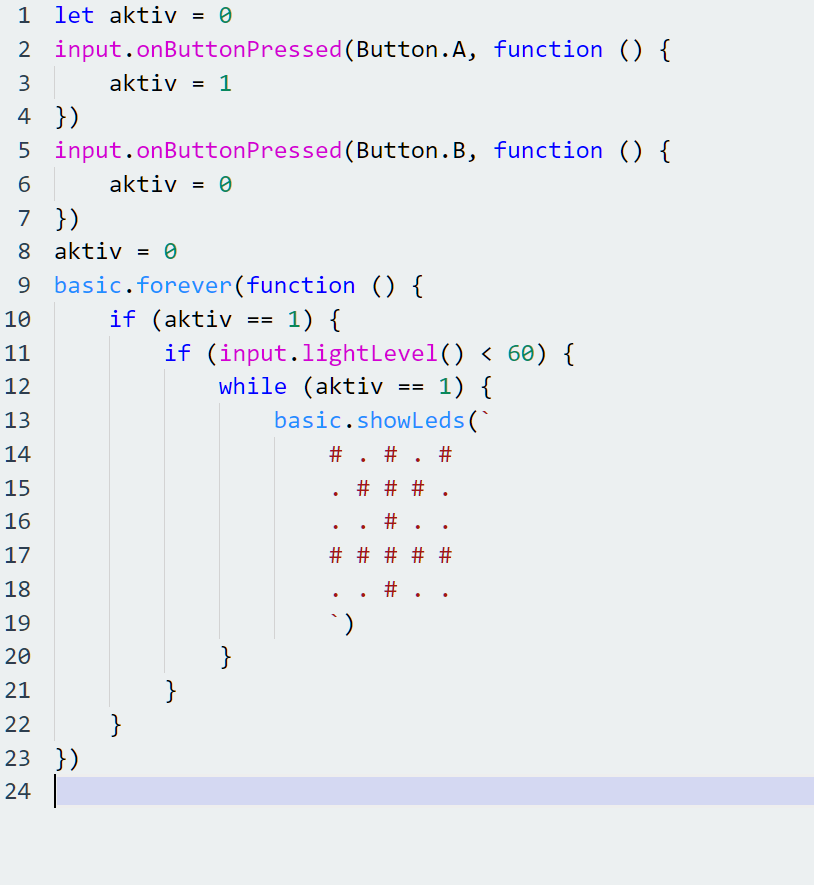 1 let aktiv = 0
2 input.onButtonPressed(Button.A, function () {
3     aktiv = 1
4 })
5 input.onButtonPressed(Button.B, function () {
6     aktiv = 0
7 })
8 aktiv = 0
9 basic.forever(function () {
10     if (aktiv == 1) {
11         if (input.lightLevel() < 60) {
12             while (aktiv == 1) {
13                 basic.showLeds(`
14                     # . # . #
15                     . # # # .
16                     . . # . .
17                     # # # # #
18                     . . # . .
19                     `)
20             }
21         }
22     }
23 })
24